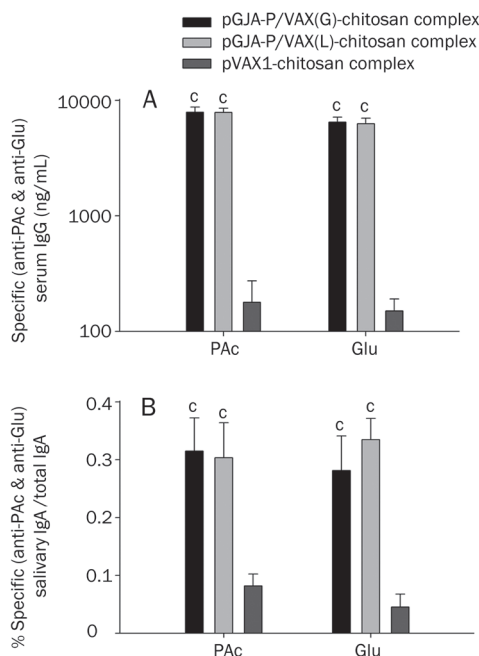 pGJA-P/VAX(G)-chitosan complex
pGJA-P/VAX(L)-chitosan complex
pVAX1-chitosan complex
A
Specific (anti-PAc & anti-Glu)
serum IgG (ng/mL)
10000
1000
100
c c
c c
PAc Glu
B
% Specific (anti-PAc & anti-Glu)
salivary IgA/total IgA
0.4
0.3
0.2
0.1
0
c c
c c
PAc Glu